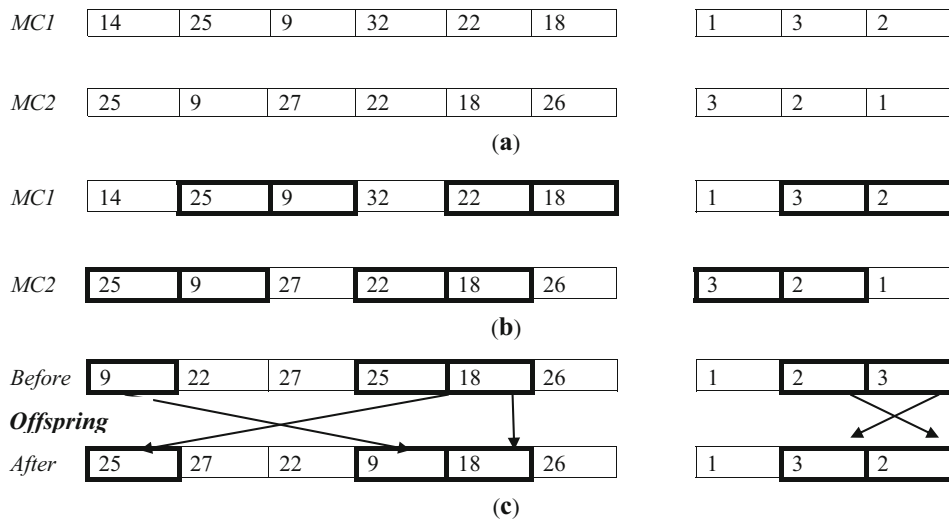 MC1 14 25 9 32 22 18 1 3 2
MC2 25 9 27 22 18 26 3 2 1
(a)
MC1 14 25 9 32 22 18 1 3 2
MC2 25 9 27 22 18 26 3 2 1
(b)
Before 9 22 27 25 18 26 1 2 3
Offspring
After 25 27 22 9 18 26 1 3 2
(c)